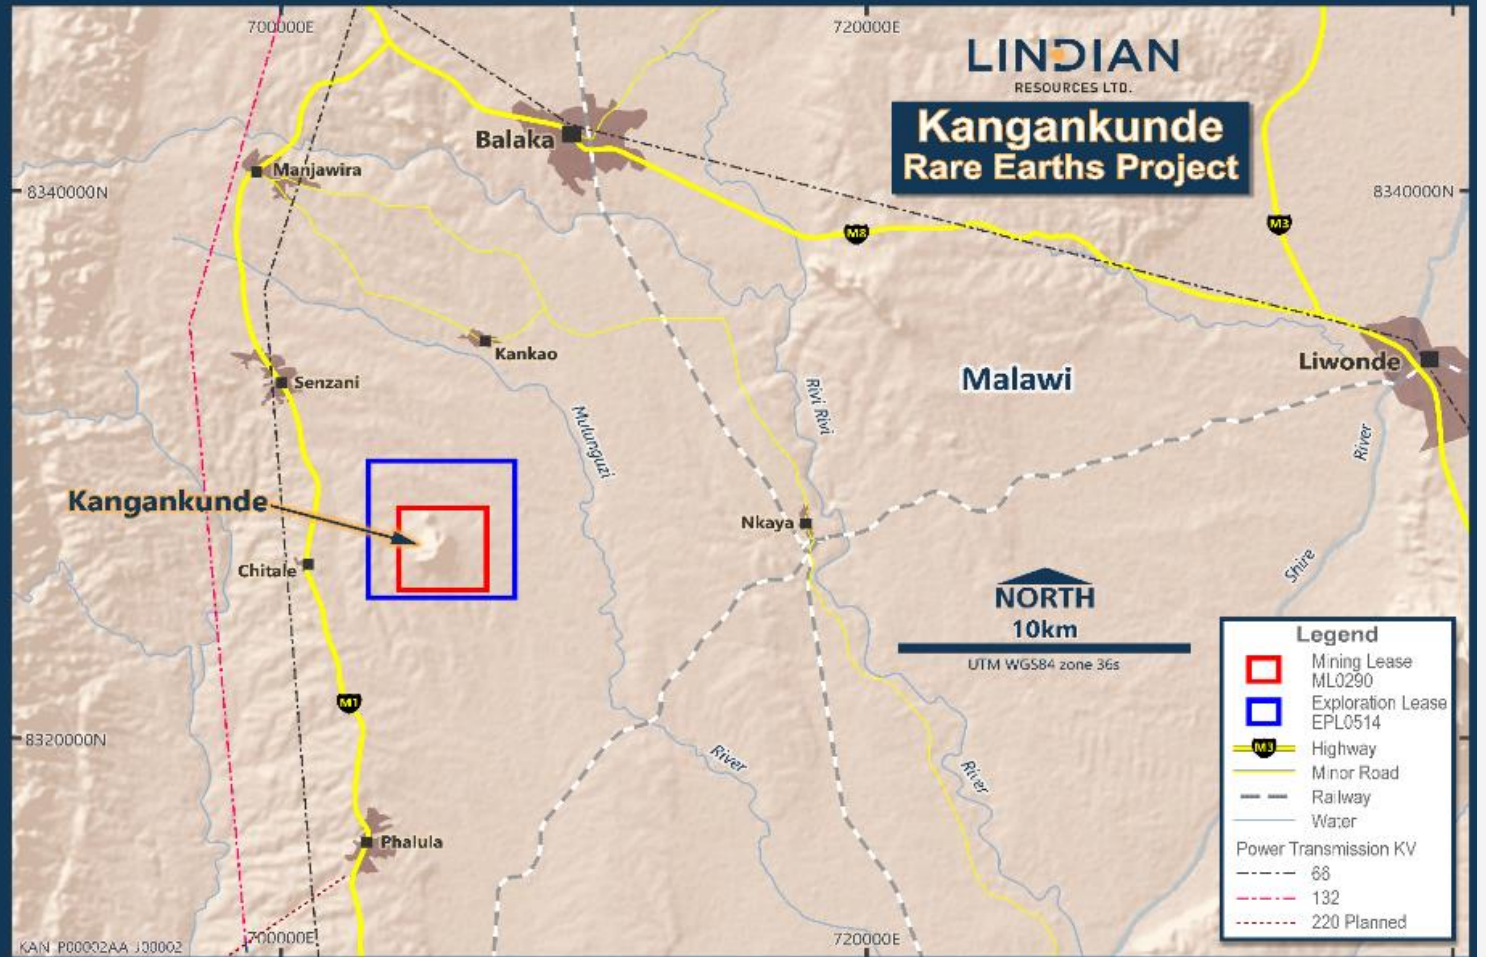 700000E
720000E
LINDIAN
RESOURCES LTD.
Kangankunde
Rare Earths Project
Balaka
Manjawira
8340000N
8340000N
M8
M3
Kankao
Senzani
Liwonde
Malawi
Rivi Rivi
Mulunguzi
River
Kangankunde
Nkaya
Chitale
Shire
NORTH
10km
UTM WGS84 zone 36s
M1
8320000N
River
River
Phalula
Legend
Mining Lease
ML0290
Exploration Lease
EPL0514
M3
Highway
Minor Road
Railway
Water
Power Transmission KV
66
132
220 Planned
700000E
720000E